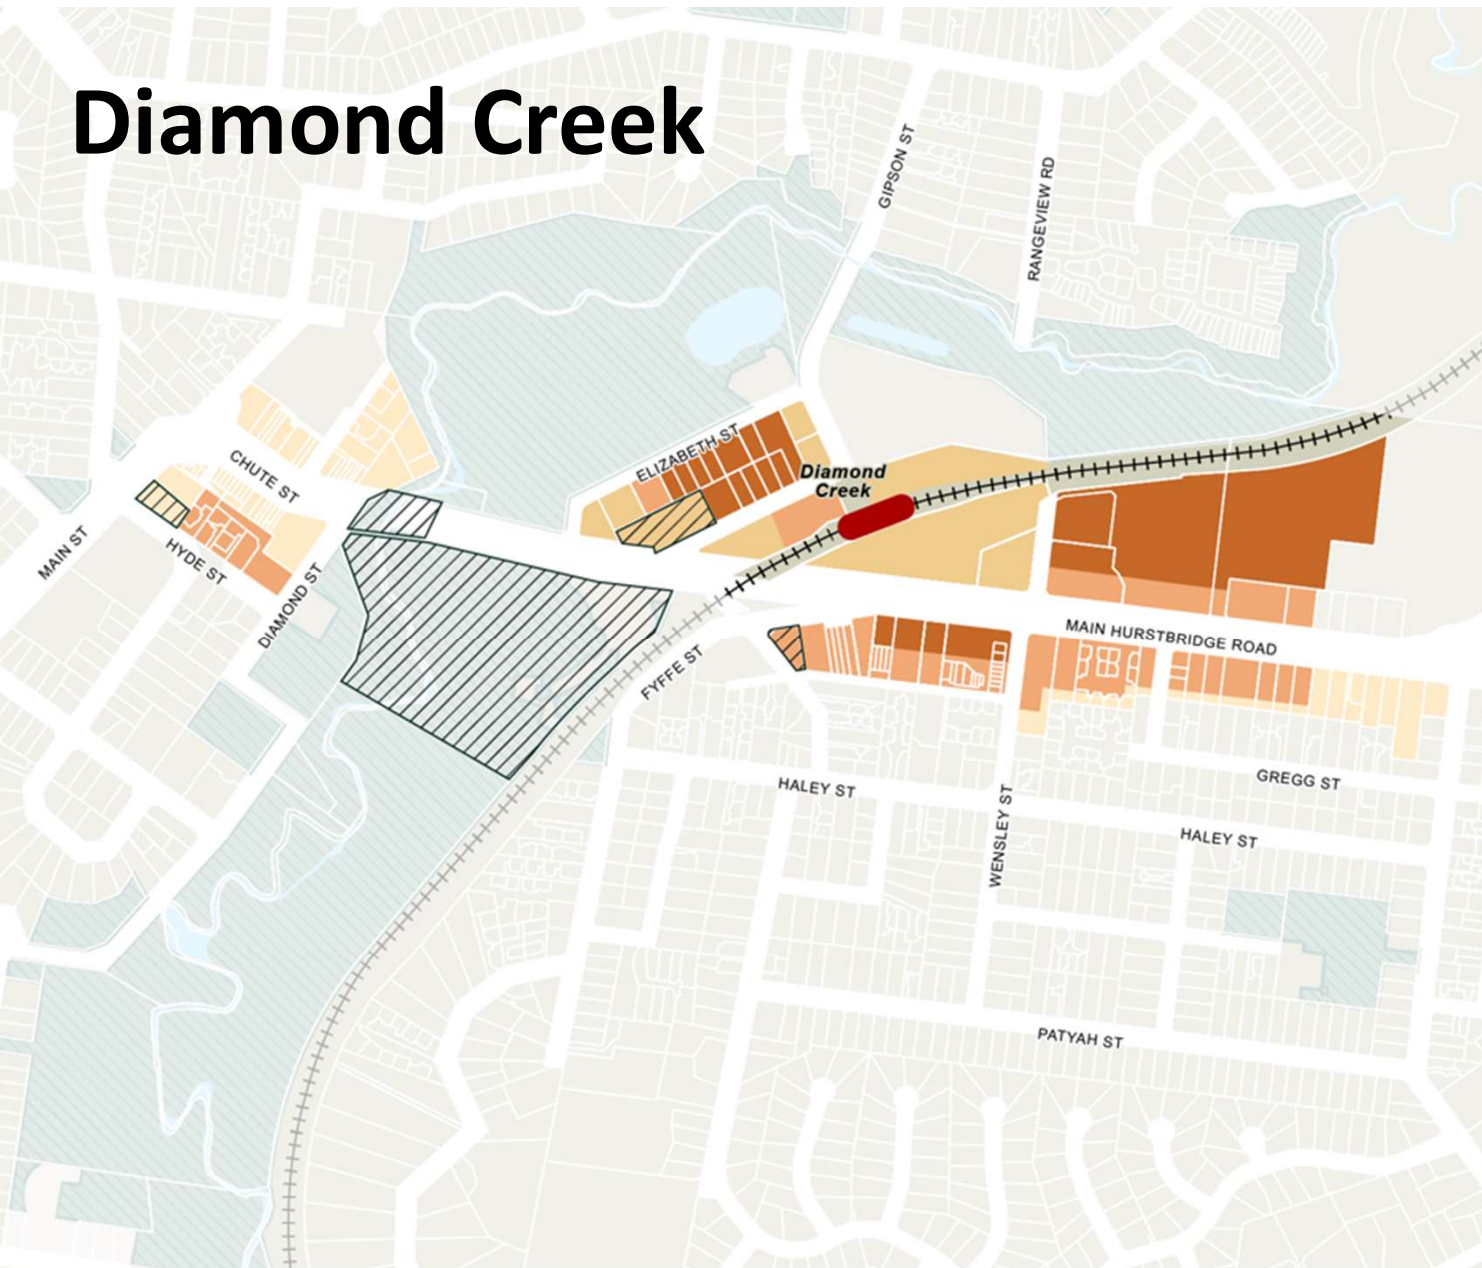 Diamond Creek
GIPSON ST
RANGEVIEW RD
ELIZABETH ST
Diamond
Creek
CHUTE ST
MAIN ST
HYDE ST
DIAMOND ST
FYFFE ST
MAIN HURSTBRIDGE ROAD
HALEY ST
GREGG ST
WENSLEY ST
HALEY ST
PATYAH ST